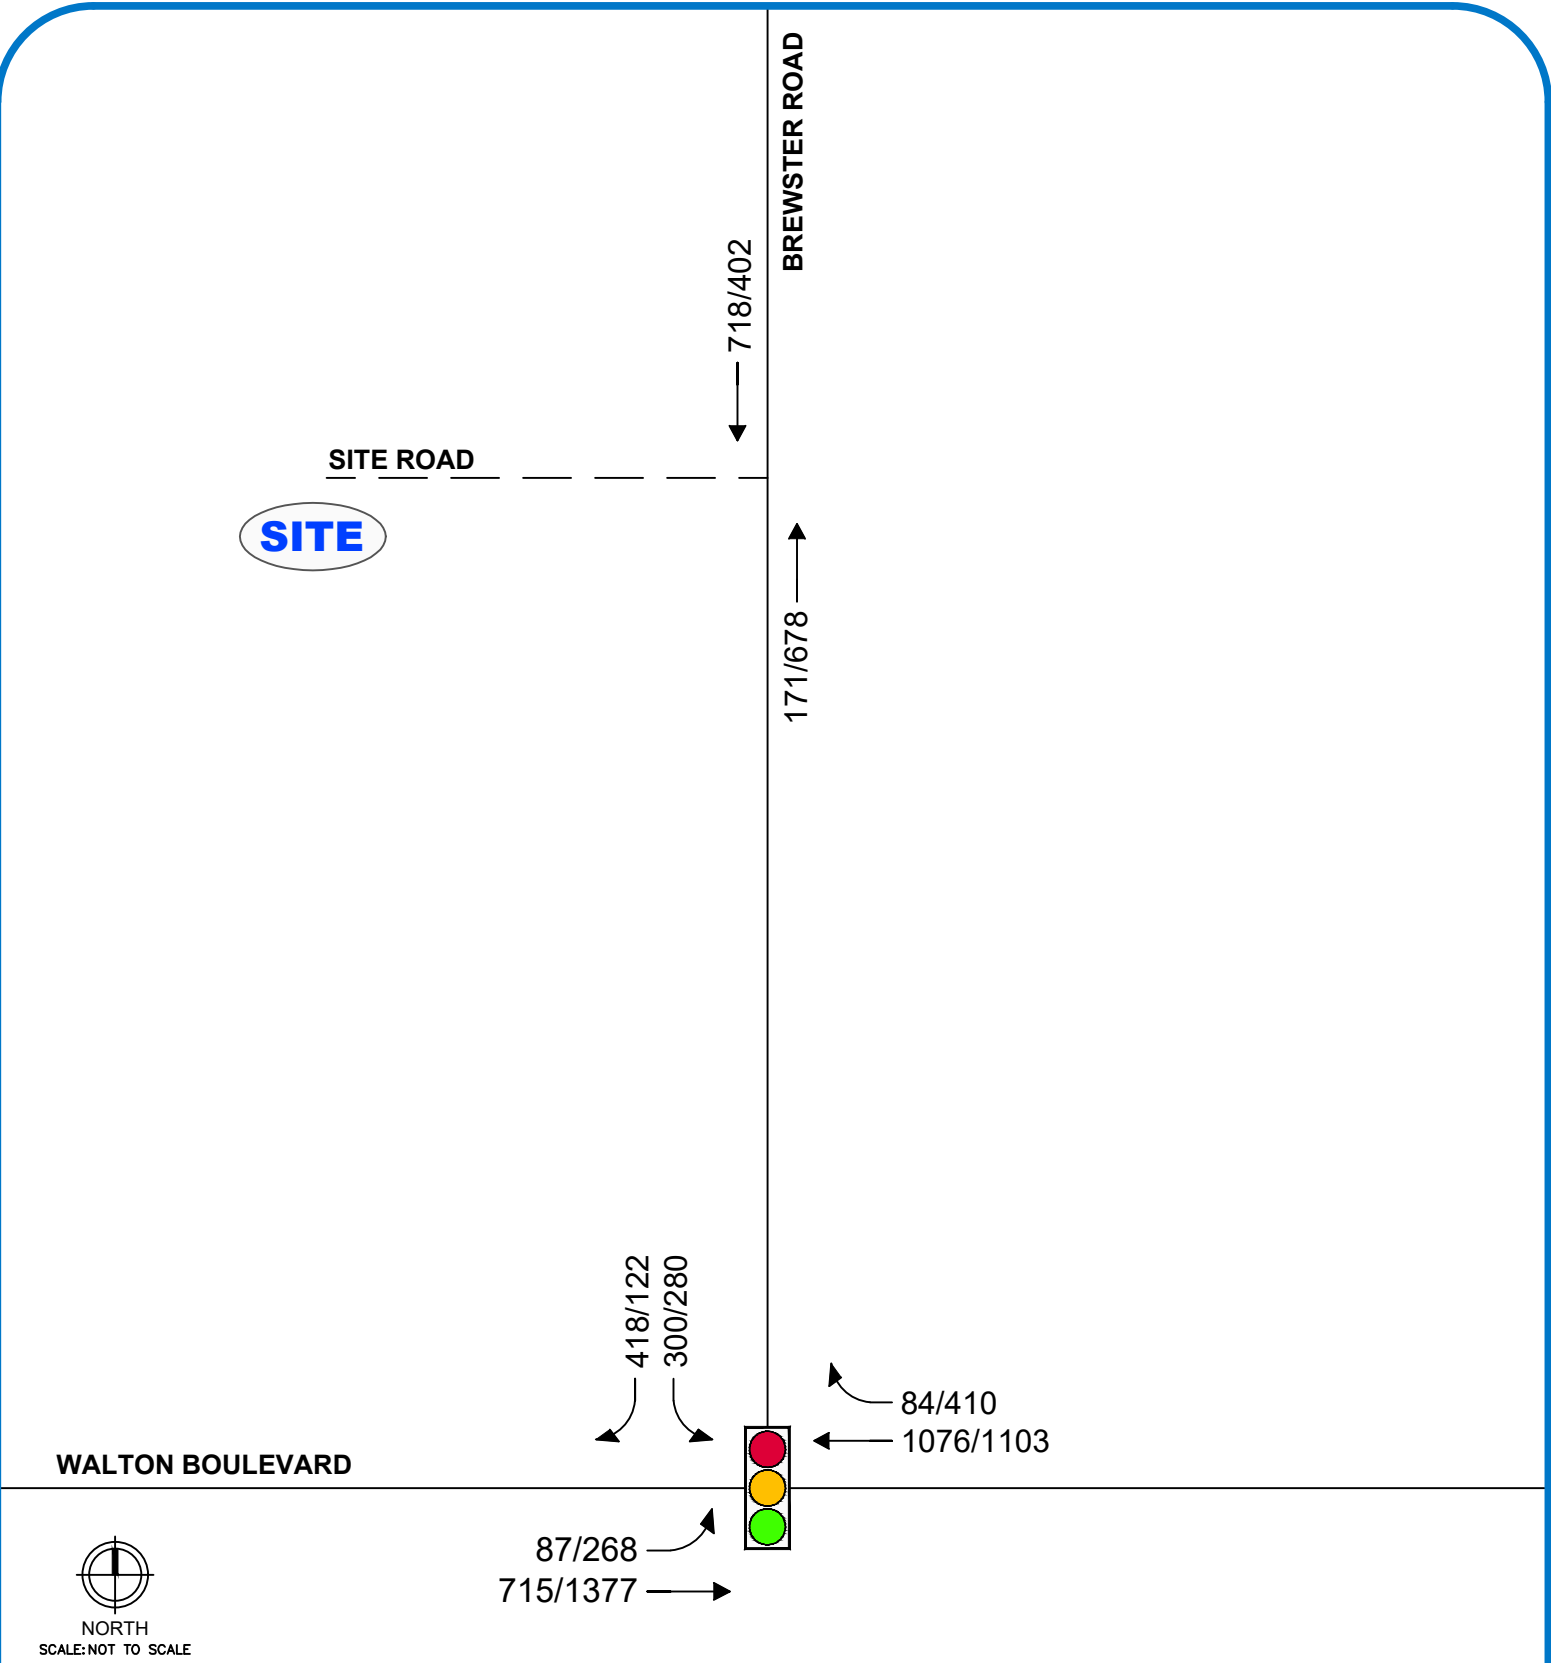 BREWSTER ROAD
718/402
SITE ROAD
SITE
171/678
418/122
300/280
84/410
1076/1103
WALTON BOULEVARD
87/268
715/1377
NORTH
SCALE: NOT TO SCALE